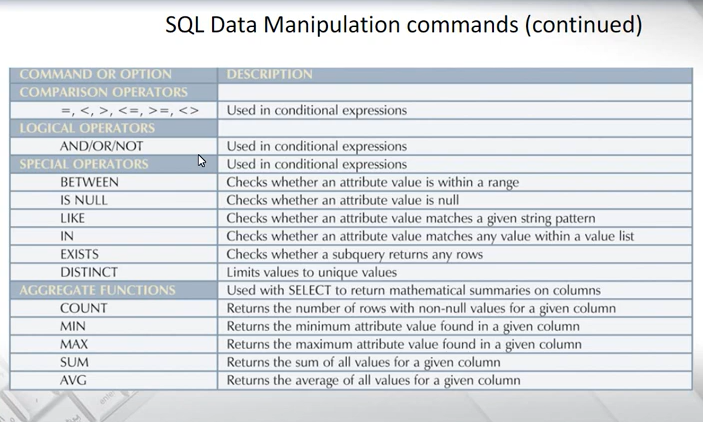 SQL Data Manipulation commands (continued)
COMMAND OR OPTION DESCRIPTION
COMPARISON OPERATORS
=, <, >, <=, >=, <> Used in conditional expressions
LOGICAL OPERATORS
AND/OR/NOT Used in conditional expressions
SPECIAL OPERATORS Used in conditional expressions
BETWEEN Checks whether an attribute value is within a range
IS NULL Checks whether an attribute value is null
LIKE Checks whether an attribute value matches a given string pattern
IN Checks whether an attribute value matches any value within a value list
EXISTS Checks whether a subquery returns any rows
DISTINCT Limits values to unique values
AGGREGATE FUNCTIONS Used with SELECT to return mathematical summaries on columns
COUNT Returns the number of rows with non-null values for a given column
MIN Returns the minimum attribute value found in a given column
MAX Returns the maximum attribute value found in a given column
SUM Returns the sum of all values for a given column
AVG Returns the average of all values for a given column